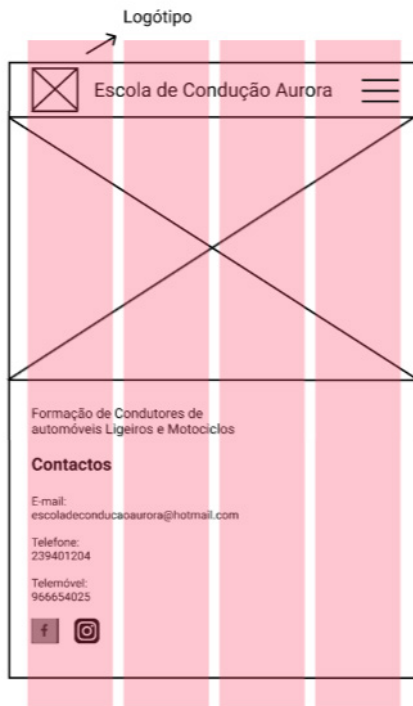 Logótipo
Escola de Condução Aurora
Formação de Condutores de
automóveis Ligeiros e Motociclos
Contactos
E-mail:
escoladeconducaoaurora@hotmail.com
Telefone:
239401204
Telemóvel:
966654025
f